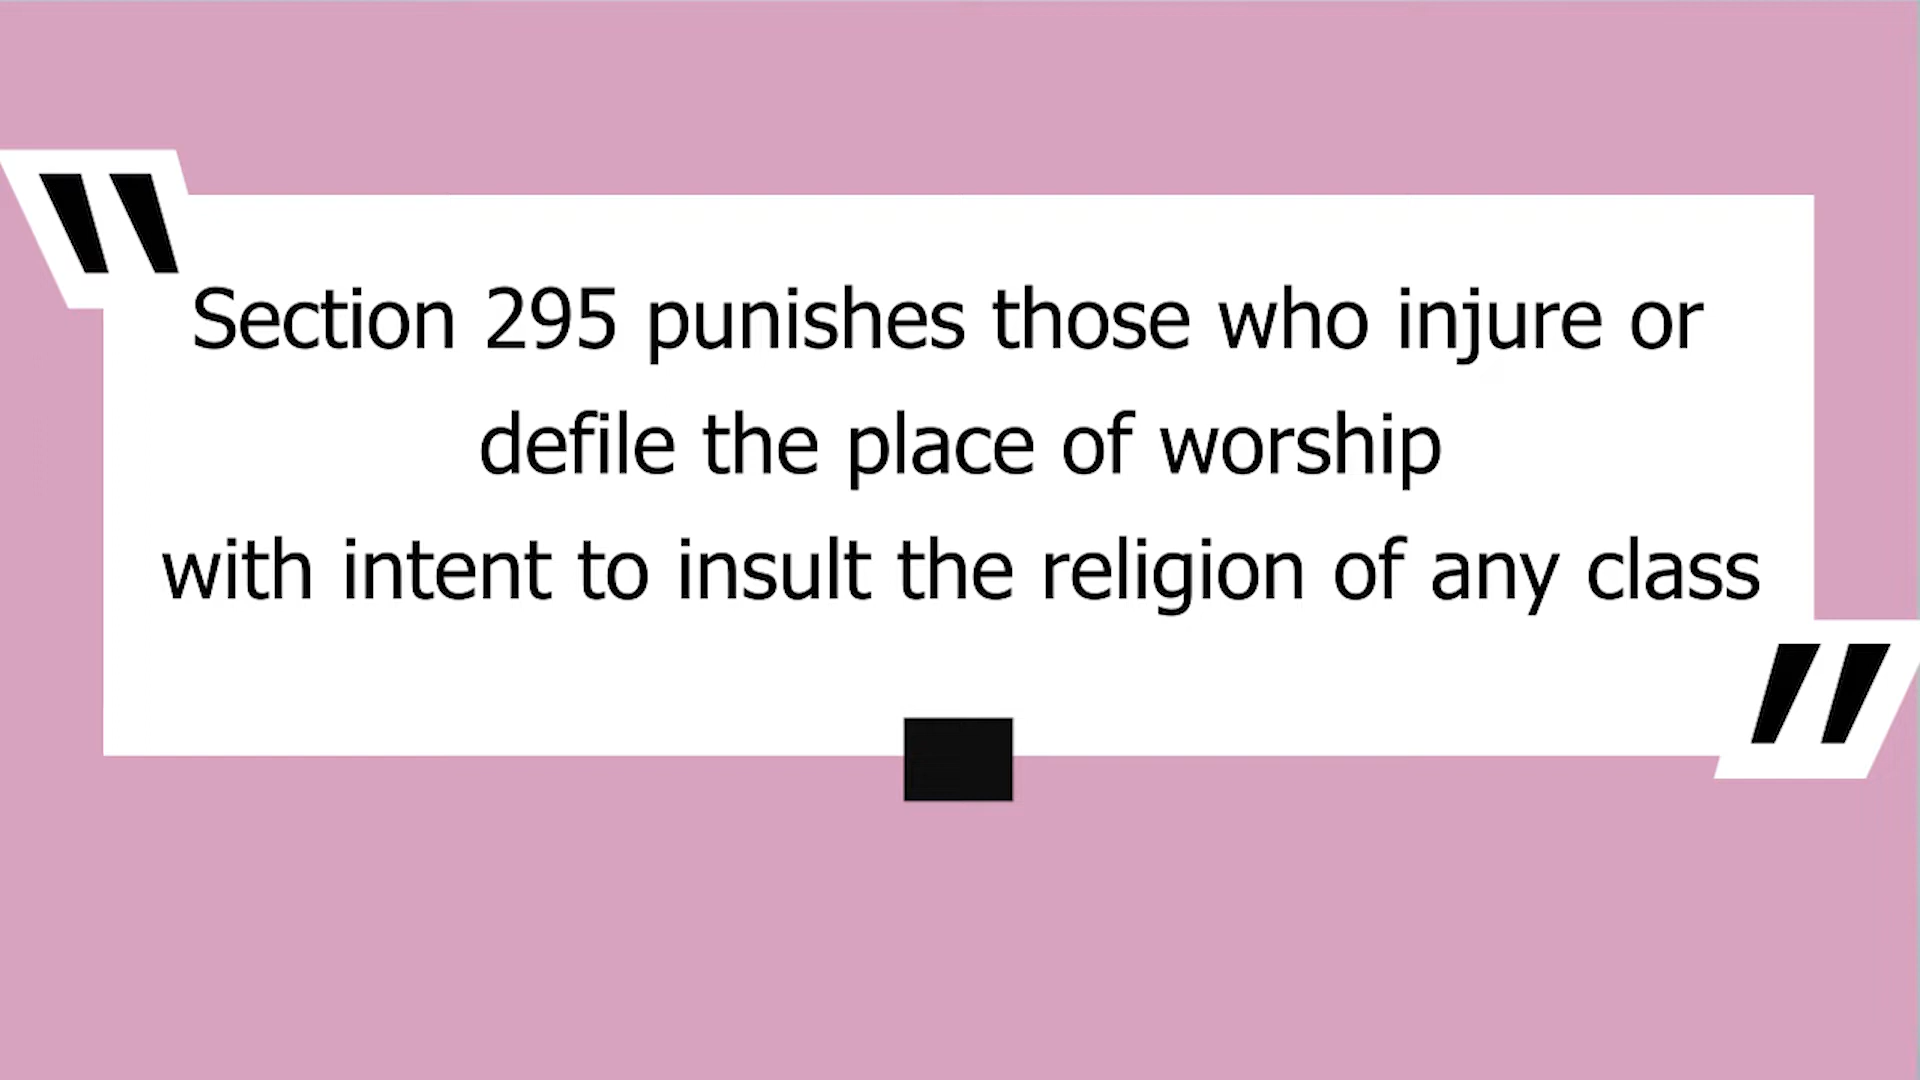 "
Section 295 punishes those who injure or
defile the place of worship
with intent to insult the religion of any class
"